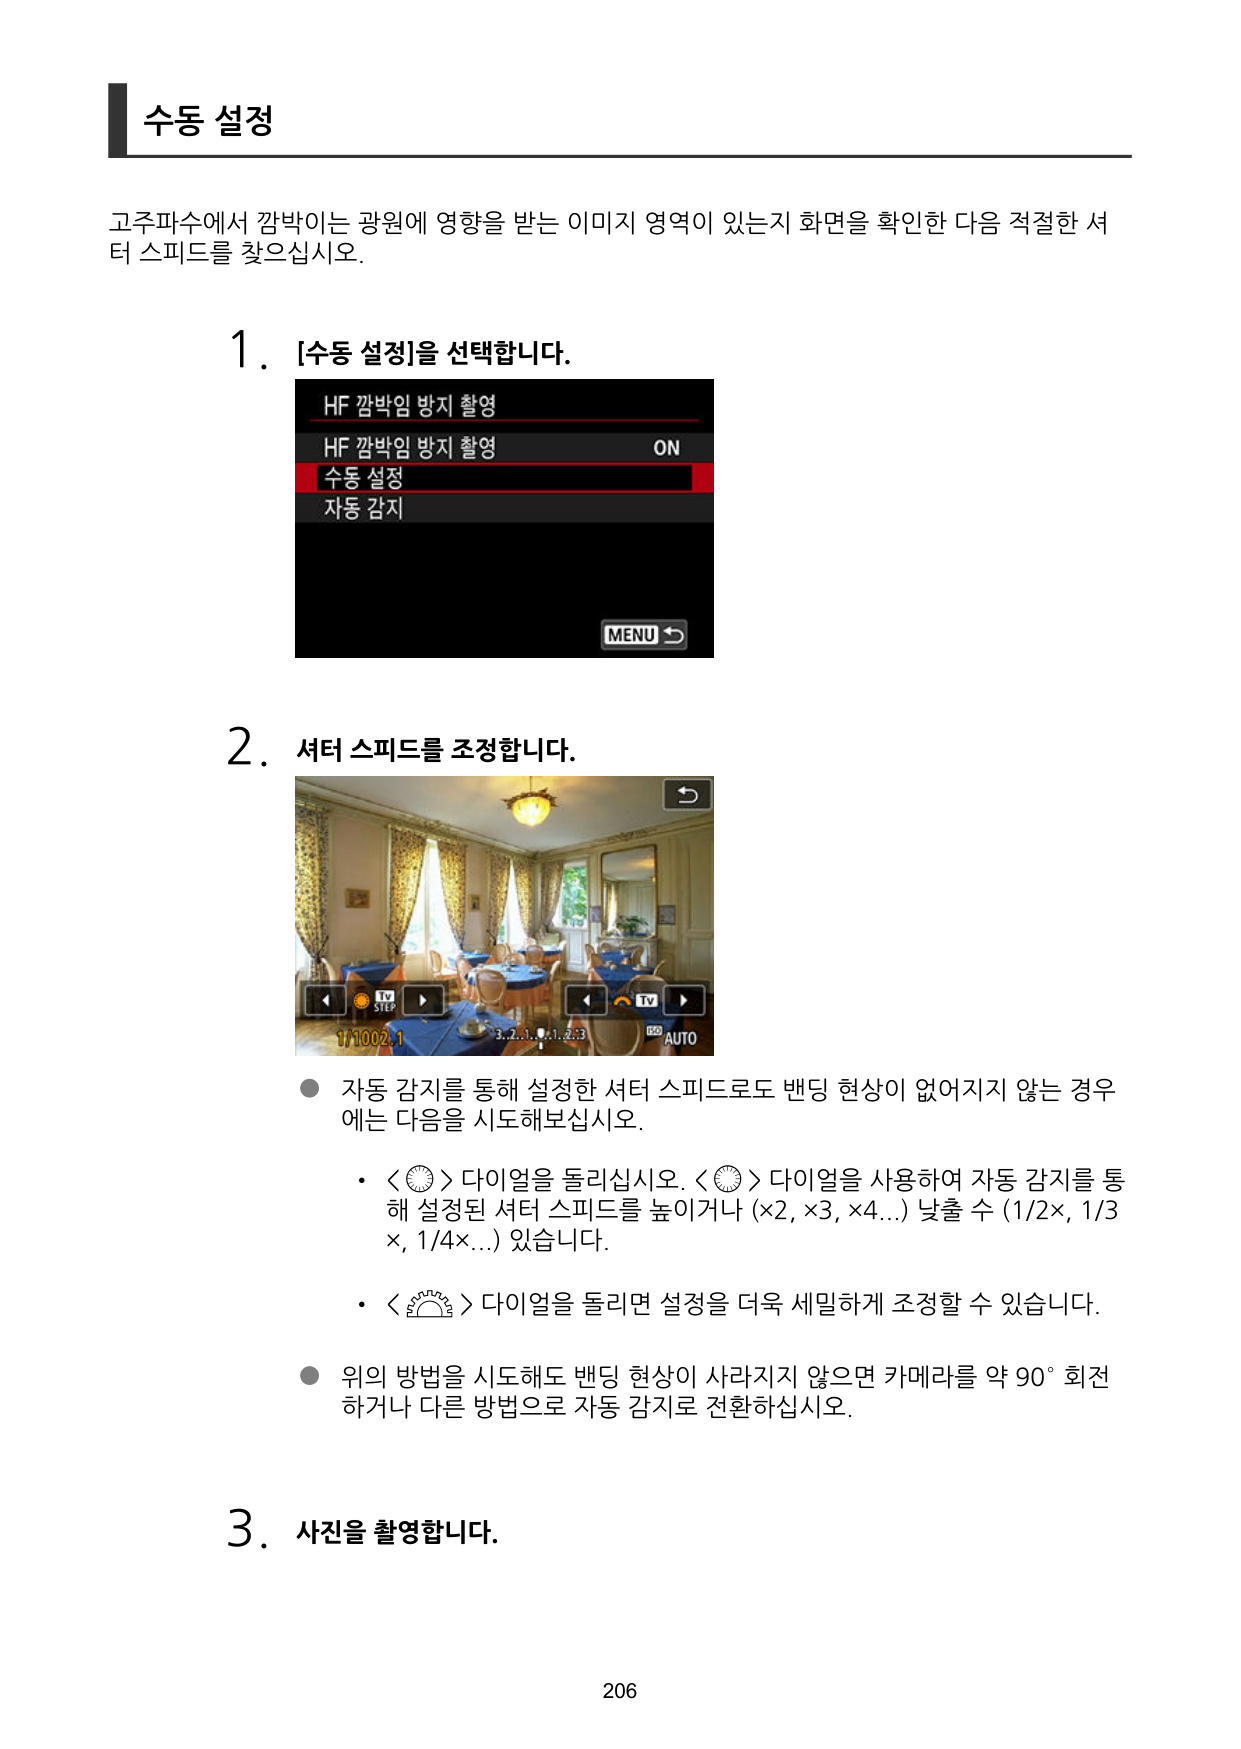 수동 설정
고주파수에서 깜박이는 광원에 영향을 받는 이미지 영역이 있는지 화면을 확인한 다음 적절한 셔
터 스피드를 찾으십시오.
1. [수동 설정]을 선택합니다.
HF 깜박임 방지 촬영
HF 깜박임 방지 촬영 ON
수동 설정
자동 감지
MENU
2. 셔터 스피드를 조정합니다.
Tv STEP Tv
1/1002.1 3..2..1..1..2..3 ISO AUTO
● 자동 감지를 통해 설정한 셔터 스피드로도 밴딩 현상이 없어지지 않는 경우
에는 다음을 시도해보십시오.
• < > 다이얼을 돌리십시오. < > 다이얼을 사용하여 자동 감지를 통
해 설정된 셔터 스피드를 높이거나 (×2, ×3, ×4...) 낮출 수 (1/2×, 1/3
×, 1/4×...) 있습니다.
• < > 다이얼을 돌리면 설정을 더욱 세밀하게 조정할 수 있습니다.
● 위의 방법을 시도해도 밴딩 현상이 사라지지 않으면 카메라를 약 90° 회전
하거나 다른 방법으로 자동 감지로 전환하십시오.
3. 사진을 촬영합니다.
206